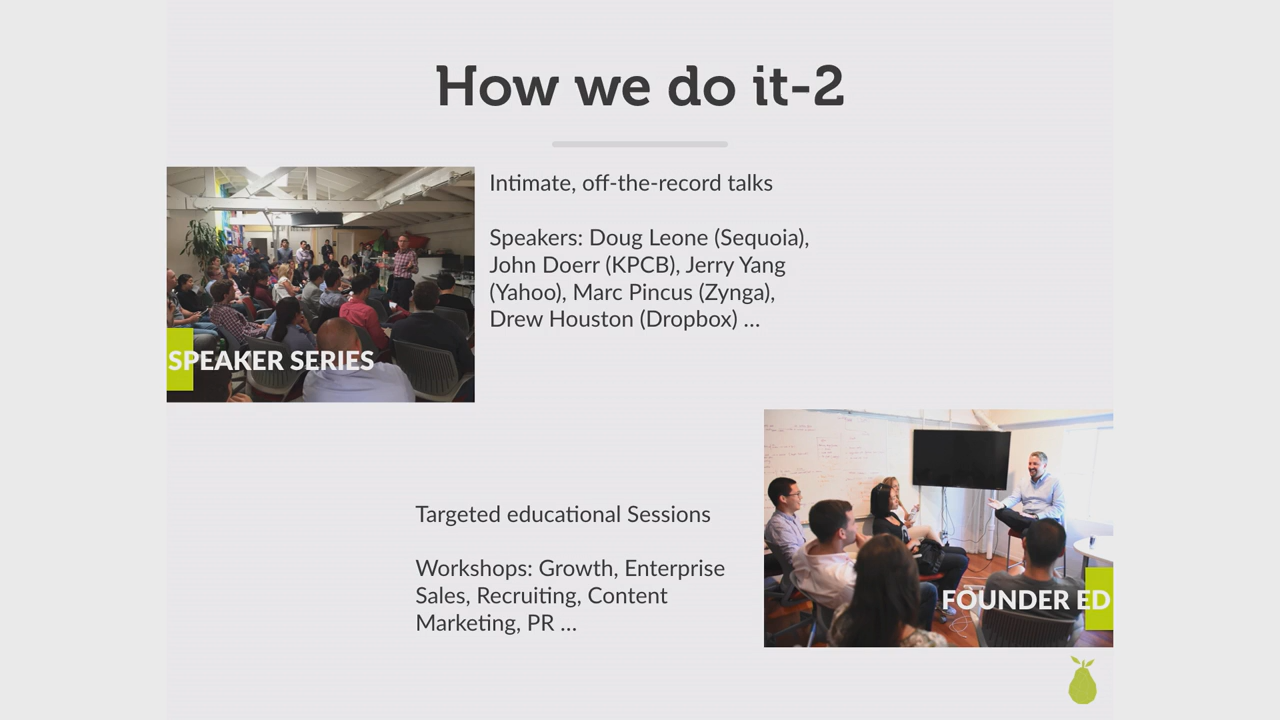 How we do it-2
Intimate, off-the-record talks
Speakers: Doug Leone (Sequoia),
John Doerr (KPCB), Jerry Yang
(Yahoo), Marc Pincus (Zynga),
Drew Houston (Dropbox) ...
SPEAKER SERIES
Targeted educational Sessions
Workshops: Growth, Enterprise
Sales, Recruiting, Content
Marketing, PR ...
FOUNDER ED